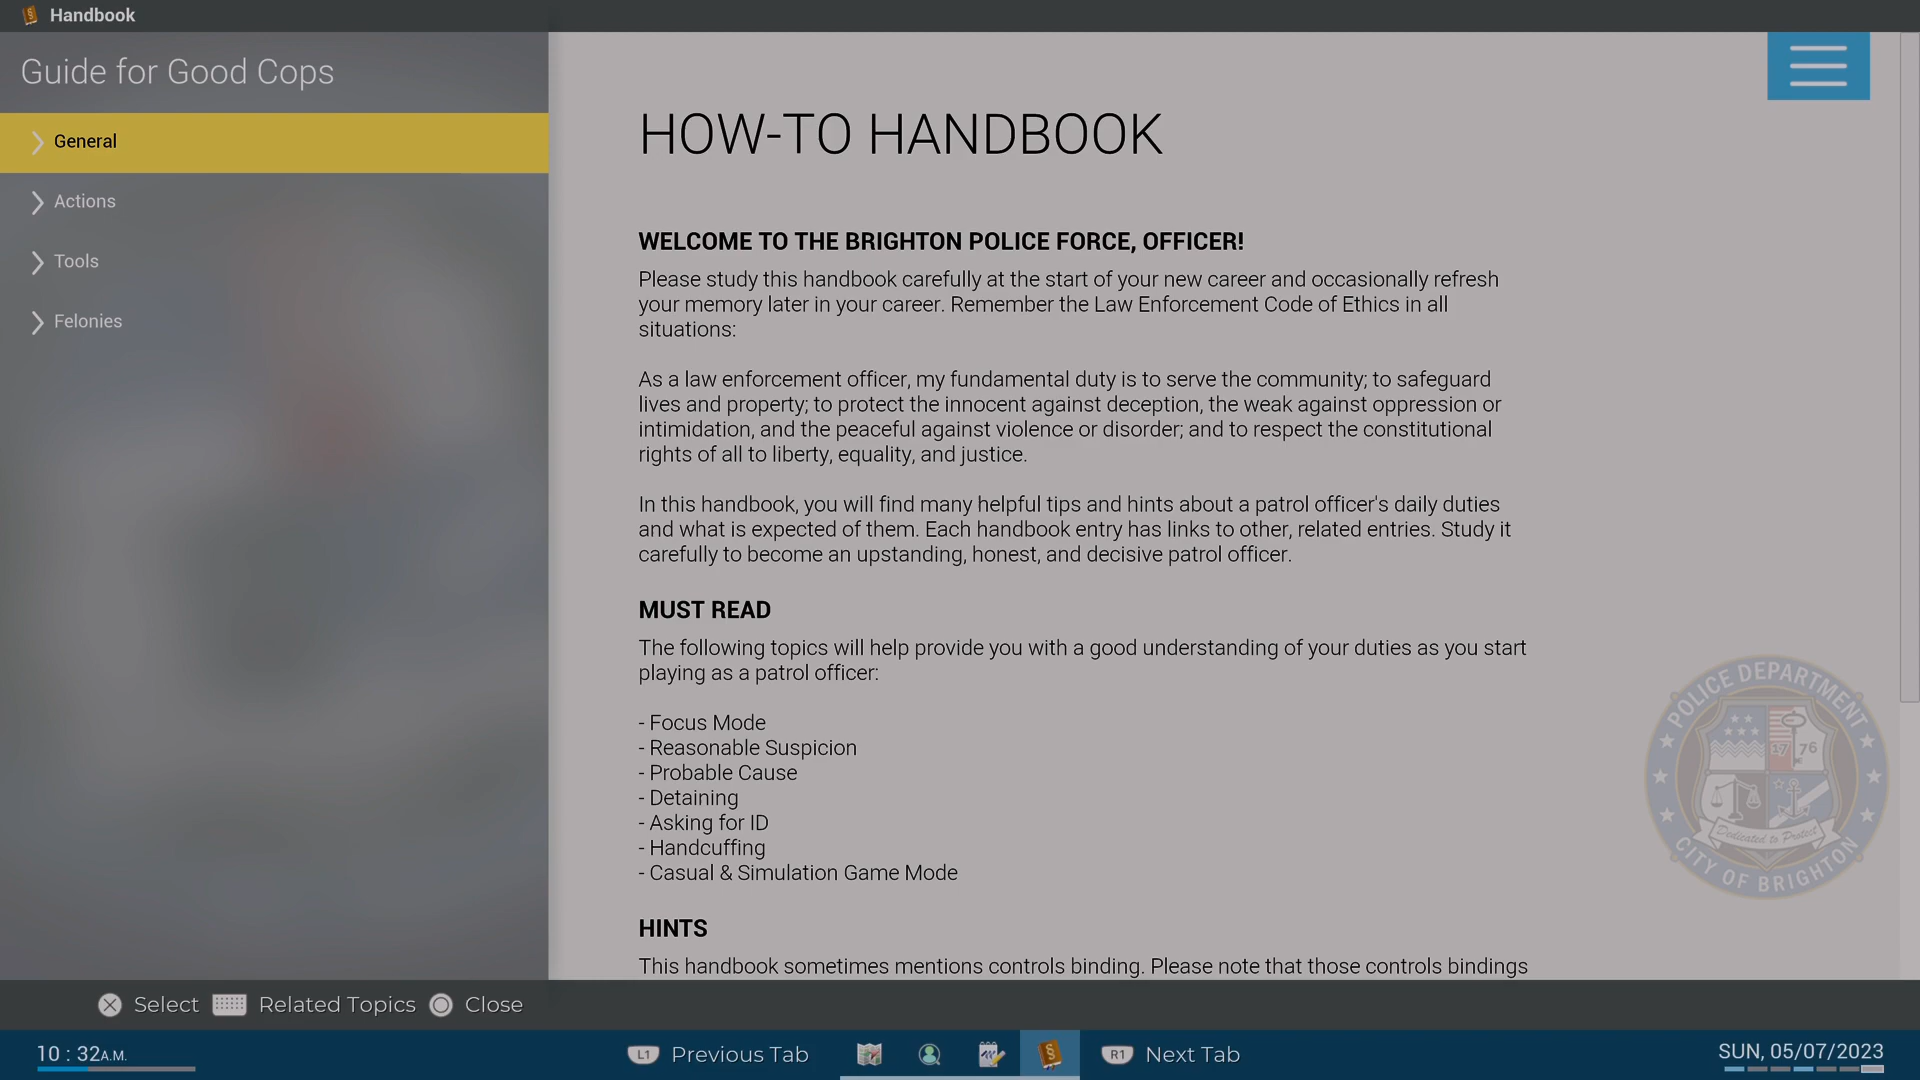 Handbook
Guide for Good Cops
General
Actions
Tools
Felonies
HOW-TO HANDBOOK
WELCOME TO THE BRIGHTON POLICE FORCE, OFFICER!
Please study this handbook carefully at the start of your new career and occasionally refresh
your memory later in your career. Remember the Law Enforcement Code of Ethics in all
situations:
As a law enforcement officer, my fundamental duty is to serve the community; to safeguard
lives and property; to protect the innocent against deception, the weak against oppression or
intimidation, and the peaceful against violence or disorder; and to respect the constitutional
rights of all to liberty, equality, and justice.
In this handbook, you will find many helpful tips and hints about a patrol officer's daily duties
and what is expected of them. Each handbook entry has links to other, related entries. Study it
carefully to become an upstanding, honest, and decisive patrol officer.
MUST READ
The following topics will help provide you with a good understanding of your duties as you start
playing as a patrol officer:
- Focus Mode
- Reasonable Suspicion
- Probable Cause
- Detaining
- Asking for ID
- Handcuffing
- Casual & Simulation Game Mode
HINTS
This handbook sometimes mentions controls binding. Please note that those controls bindings
POLICE DEPARTMENT
17 76
Dedicated to Protect
CITY OF BRIGHTON
Select Related Topics Close
10 : 32 A.M.
L1 Previous Tab R1 Next Tab
SUN, 05/07/2023